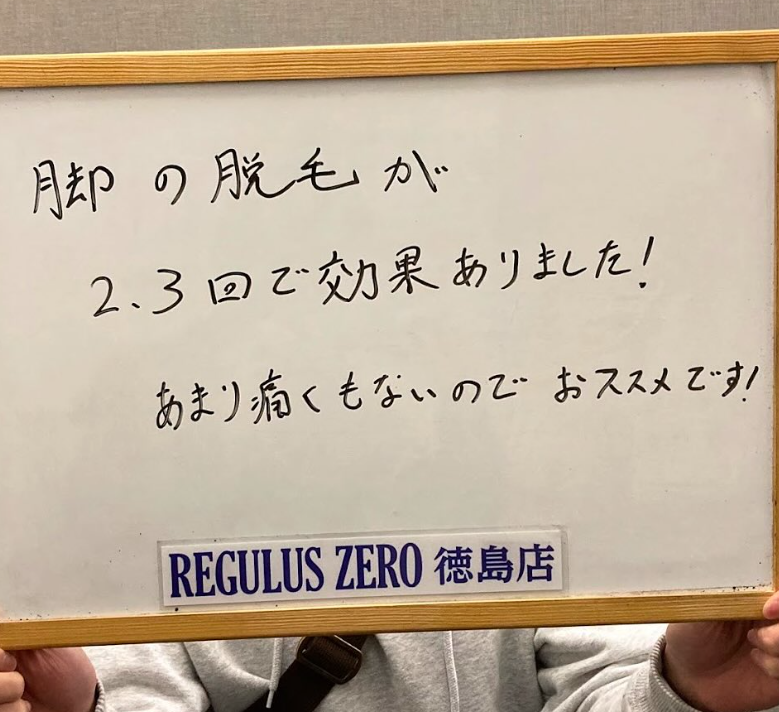 脚の脱毛が
2、3回で効果ありました!
あまり痛くもないのでおススメです!
REGULUS ZERO 徳島店